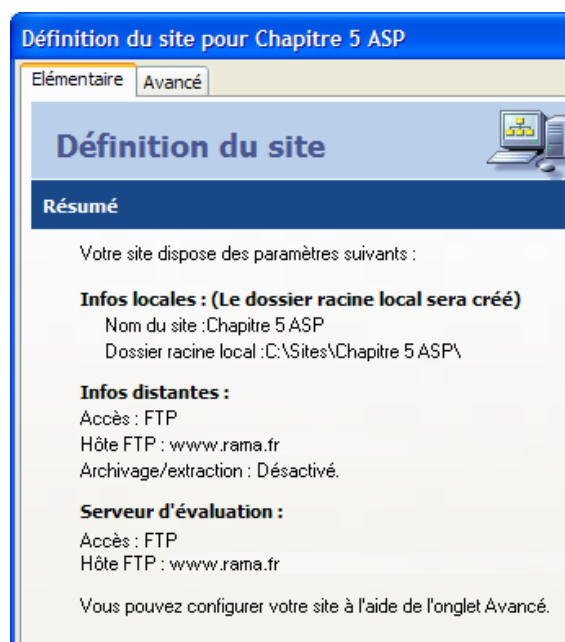 Définition du site pour Chapitre 5 ASP
Elémentaire Avancé
Définition du site
Résumé
Votre site dispose des paramètres suivants :
Infos locales : (Le dossier racine local sera créé)
Nom du site :Chapitre 5 ASP
Dossier racine local :C:\Sites\Chapitre 5 ASP\
Infos distantes :
Accès : FTP
Hôte FTP : www.rama.fr
Archivage/extraction : Désactivé.
Serveur d'évaluation :
Accès : FTP
Hôte FTP : www.rama.fr
Vous pouvez configurer votre site à l'aide de l'onglet Avancé.